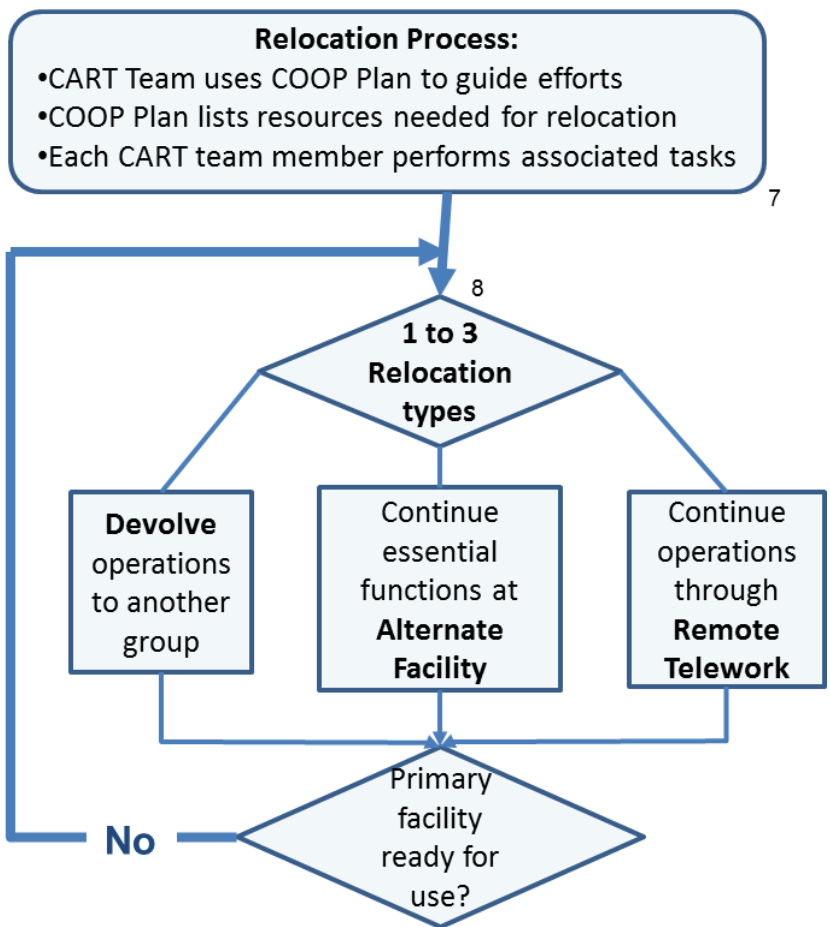 Relocation Process:
•CART Team uses COOP Plan to guide efforts
•COOP Plan lists resources needed for relocation
•Each CART team member performs associated tasks
7
8
1 to 3
Relocation
types
Devolve
operations
to another
group
Continue
essential
functions at
Alternate
Facility
Continue
operations
through
Remote
Telework
Primary
facility
ready for
use?
No